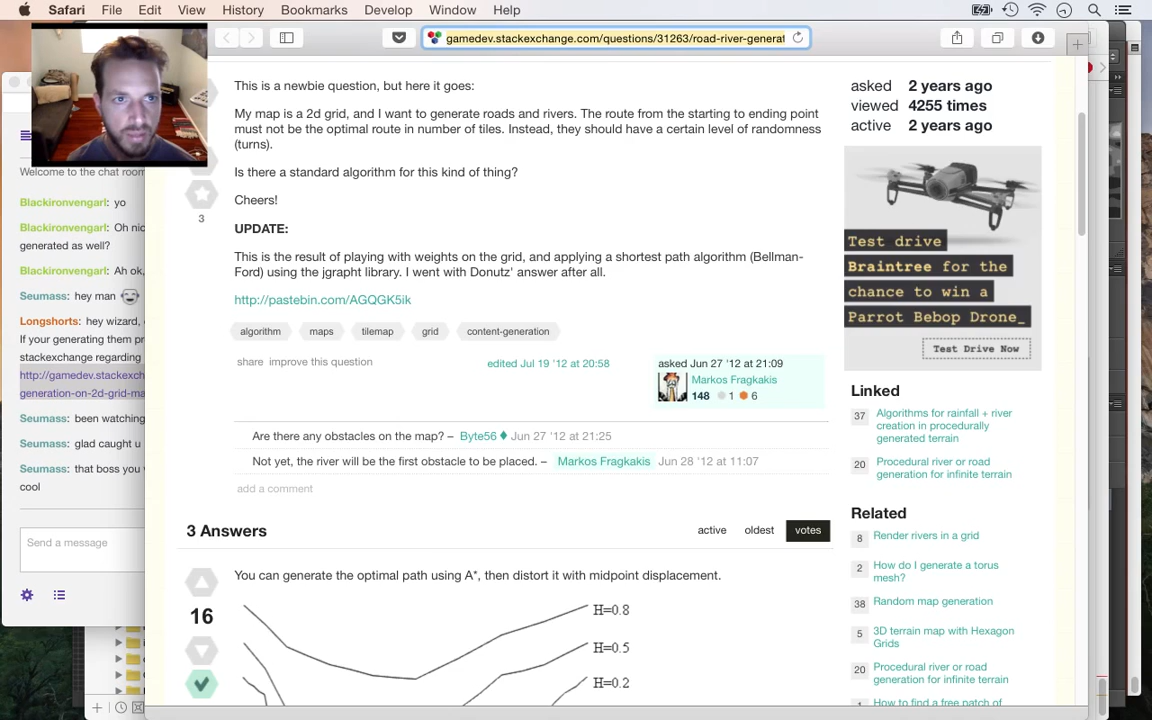 Safari File Edit View History Bookmarks Develop Window Help
gamedev.stackexchange.com/questions/31263/road-river-generat
Welcome to the chat room
Blackironvengarl: yo
Blackironvengarl: Oh nic
generated as well?
Blackironvengarl: Ah ok,
Seumass: hey man
Longshorts: hey wizard,
If your generating them pr
stackexchange regarding
http://gamedev.stackexch
generation-on-2d-grid-ma
Seumass: been watching
Seumass: glad caught u
Seumass: that boss you
cool
Send a message
This is a newbie question, but here it goes:
My map is a 2d grid, and I want to generate roads and rivers. The route from the starting to ending point
must not be the optimal route in number of tiles. Instead, they should have a certain level of randomness
(turns).
Is there a standard algorithm for this kind of thing?
3
Cheers!
UPDATE:
This is the result of playing with weights on the grid, and applying a shortest path algorithm (Bellman-
Ford) using the jgrapht library. I went with Donutz' answer after all.
http://pastebin.com/AGQGK5ik
algorithm maps tilemap grid content-generation
share improve this question
edited Jul 19 '12 at 20:58
asked Jun 27 '12 at 21:09
Markos Fragkakis
148 1 6
Are there any obstacles on the map? – Byte56 ♦ Jun 27 '12 at 21:25
Not yet, the river will be the first obstacle to be placed. – Markos Fragkakis Jun 28 '12 at 11:07
add a comment
3 Answers
active oldest votes
16
You can generate the optimal path using A*, then distort it with midpoint displacement.
H=0.8
H=0.5
H=0.2
asked 2 years ago
viewed 4255 times
active 2 years ago
Test drive
Braintree for the
chance to win a
Parrot Bebop Drone_
Test Drive Now
Linked
37 Algorithms for rainfall + river
creation in procedurally
generated terrain
20 Procedural river or road
generation for infinite terrain
Related
8 Render rivers in a grid
2 How do I generate a torus
mesh?
38 Random map generation
5 3D terrain map with Hexagon
Grids
20 Procedural river or road
generation for infinite terrain
How to find a free patch of